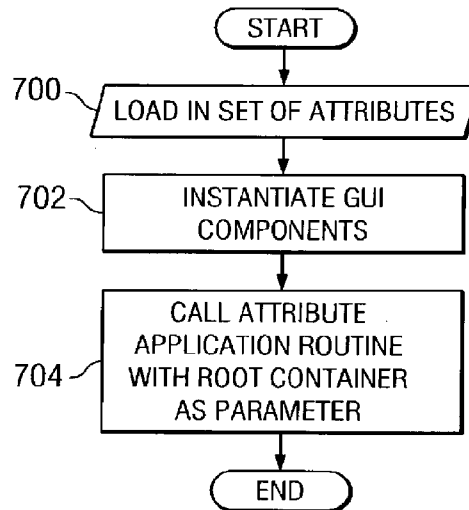 START
700
LOAD IN SET OF ATTRIBUTES
702
INSTANTIATE GUI
COMPONENTS
CALL ATTRIBUTE
APPLICATION ROUTINE
704
WITH ROOT CONTAINER
AS PARAMETER
END